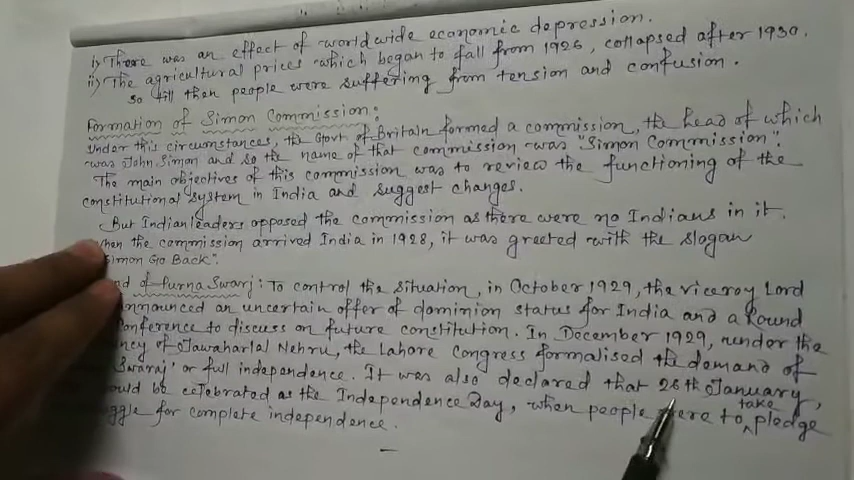 i) There was an effect of worldwide economic depression.
ii) The agricultural prices which began to fall from 1926, collapsed after 1930.
so till then people were suffering from tension and confusion.
Formation of Simon Commission:
Under this circumstances, the Govt of Britain formed a commission, the head of which
was John Simon and so the name of that commission was "Simon Commission".
The main objectives of this commission was to review the functioning of the
constitutional system in India and suggest changes.
But Indian leaders opposed the commission as there were no Indians in it.
When the commission arrived India in 1928, it was greeted with the slogan
Simon Go Back".
nd of Purna Swarj: To control the situation, in October 1929, the viceroy Lord
announced an uncertain offer of dominion status for India and a Round
Conference to discuss on future constitution. In December 1929, under the
ncy of Jawaharlal Nehru, the Lahore Congress formalised the demand of
Swaraj' or full independence. It was also declared that 26th January,
ould be celebrated as the Independence Day, when people were to take pledge
uggle for complete independence.